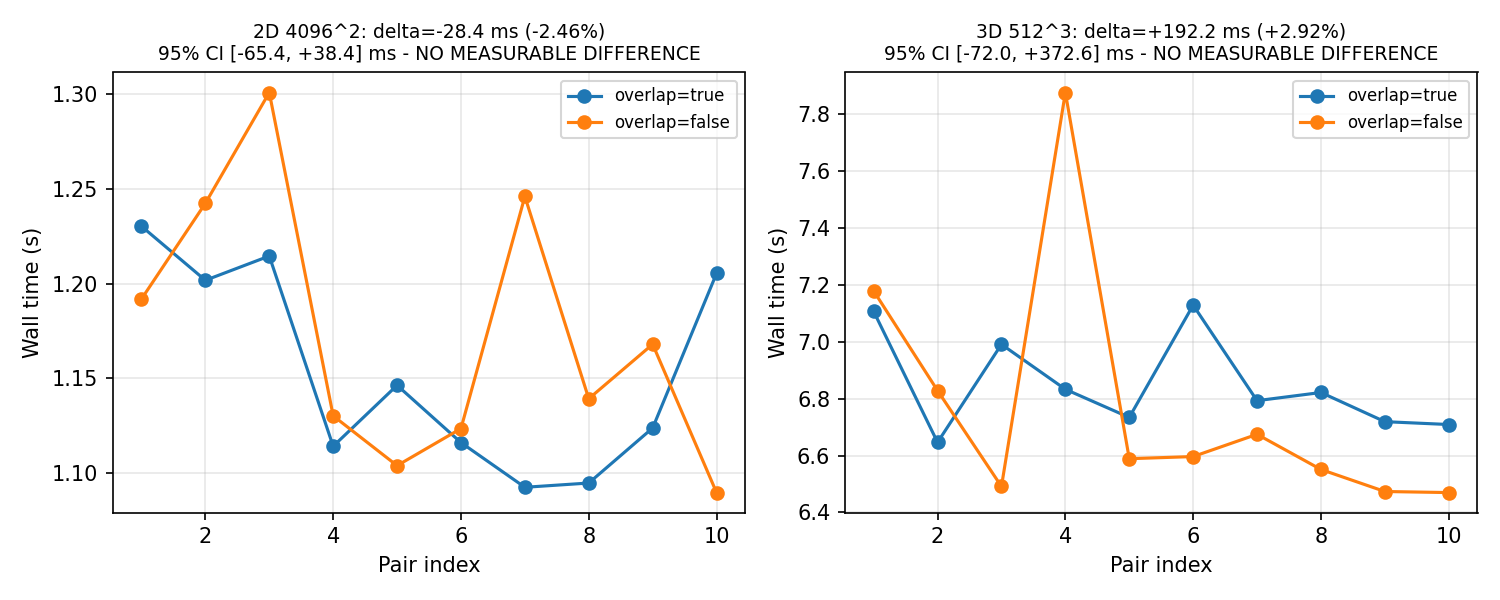 2D 4096^2: delta=-28.4 ms (-2.46%)
95% CI [-65.4, +38.4] ms - NO MEASURABLE DIFFERENCE
overlap=true
overlap=false
1.30
1.25
1.20
1.15
1.10
Wall time (s)
2
4
6
8
10
Pair index
3D 512^3: delta=+192.2 ms (+2.92%)
95% CI [-72.0, +372.6] ms - NO MEASURABLE DIFFERENCE
overlap=true
overlap=false
7.8
7.6
7.4
7.2
7.0
6.8
6.6
6.4
Wall time (s)
2
4
6
8
10
Pair index